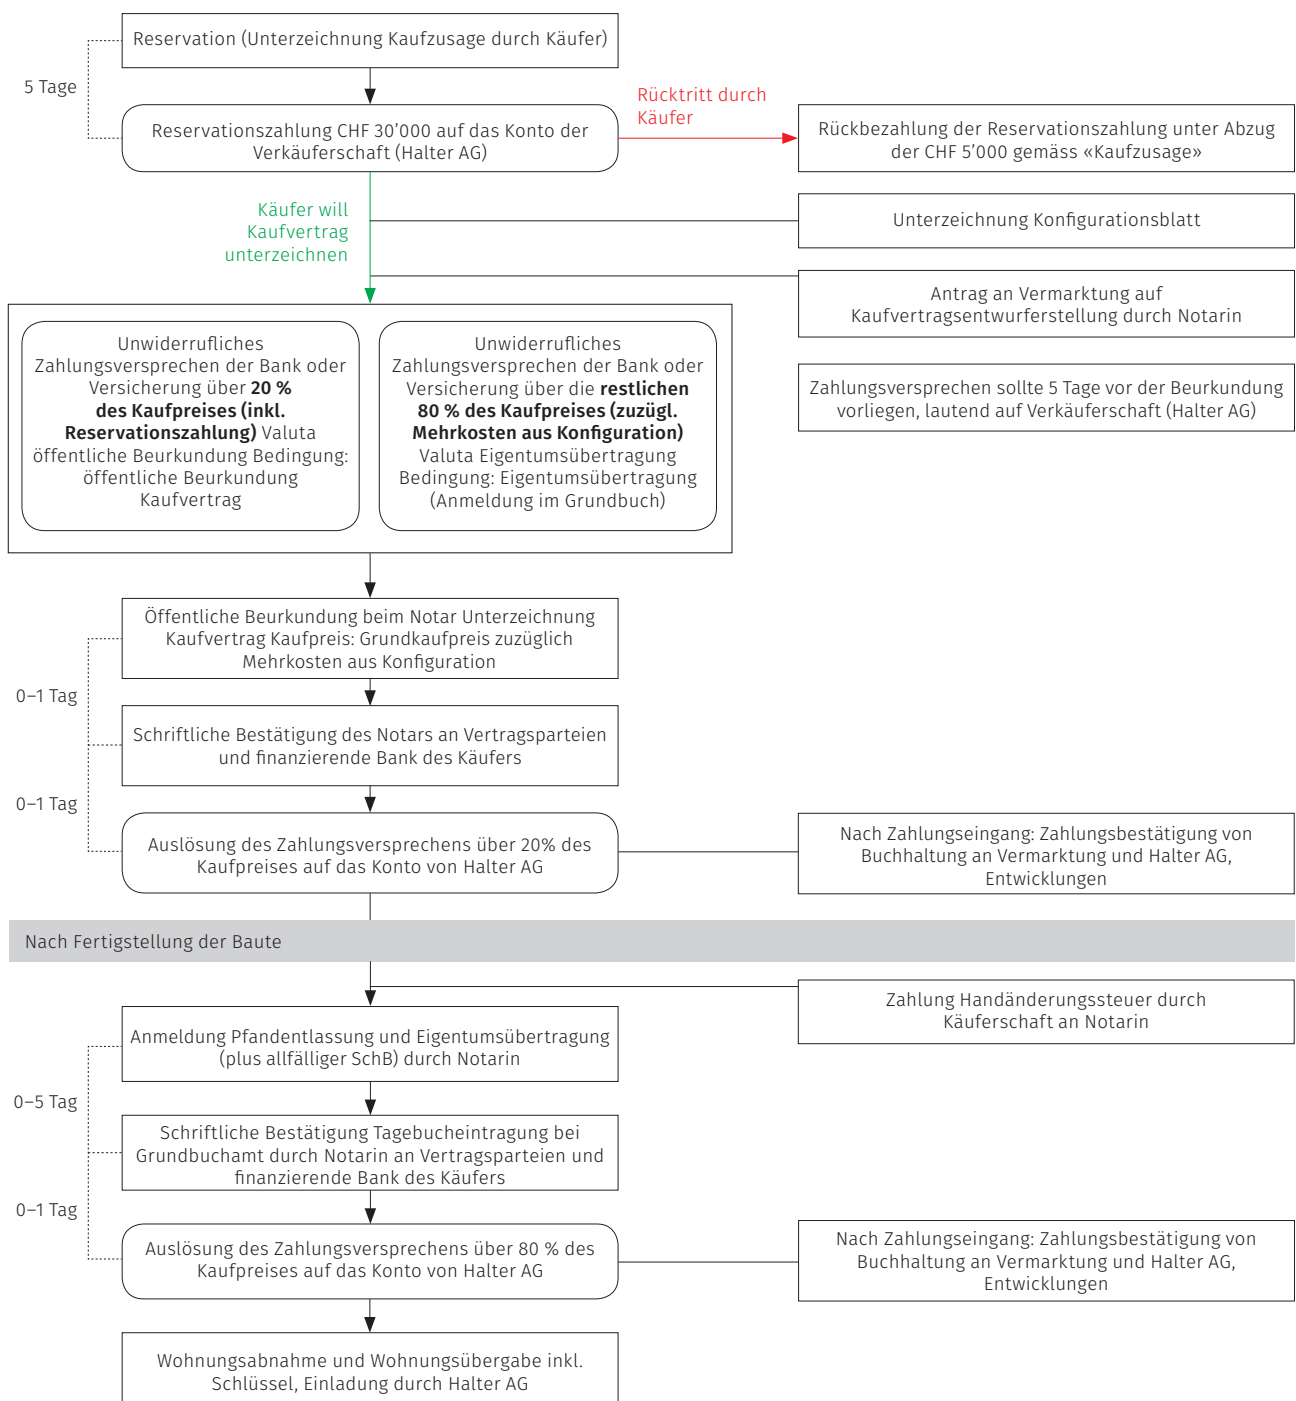 Reservation (Unterzeichnung Kaufzusage durch Käufer)
5 Tage
Reservationszahlung CHF 30’000 auf das Konto der
Verkäuferschaft (Halter AG)
Rücktritt durch
Käufer
Rückbezahlung der Reservationszahlung unter Abzug
der CHF 5’000 gemäss «Kaufzusage»
Käufer will
Kaufvertrag
unterzeichnen
Unterzeichnung Konfigurationsblatt
Antrag an Vermarktung auf
Kaufvertragsentwurferstellung durch Notarin
Unwiderrufliches
Zahlungsversprechen der Bank oder
Versicherung über 20 %
des Kaufpreises (inkl.
Reservationszahlung) Valuta
öffentliche Beurkundung Bedingung:
öffentliche Beurkundung
Kaufvertrag
Unwiderrufliches
Zahlungsversprechen der Bank oder
Versicherung über die restlichen
80 % des Kaufpreises (zuzügl.
Mehrkosten aus Konfiguration)
Valuta Eigentumsübertragung
Bedingung: Eigentumsübertragung
(Anmeldung im Grundbuch)
Zahlungsversprechen sollte 5 Tage vor der Beurkundung
vorliegen, lautend auf Verkäuferschaft (Halter AG)
Öffentliche Beurkundung beim Notar Unterzeichnung
Kaufvertrag Kaufpreis: Grundkaufpreis zuzüglich
Mehrkosten aus Konfiguration
0–1 Tag
Schriftliche Bestätigung des Notars an Vertragsparteien
und finanzierende Bank des Käufers
0–1 Tag
Auslösung des Zahlungsversprechens über 20% des
Kaufpreises auf das Konto von Halter AG
Nach Zahlungseingang: Zahlungsbestätigung von
Buchhaltung an Vermarktung und Halter AG,
Entwicklungen
Nach Fertigstellung der Baute
Zahlung Handänderungssteuer durch
Käuferschaft an Notarin
Anmeldung Pfandentlassung und Eigentumsübertragung
(plus allfälliger SchB) durch Notarin
0–5 Tag
Schriftliche Bestätigung Tagebucheintragung bei
Grundbuchamt durch Notarin an Vertragsparteien und
finanzierende Bank des Käufers
0–1 Tag
Auslösung des Zahlungsversprechens über 80 % des
Kaufpreises auf das Konto von Halter AG
Nach Zahlungseingang: Zahlungsbestätigung von
Buchhaltung an Vermarktung und Halter AG,
Entwicklungen
Wohnungsabnahme und Wohnungsübergabe inkl.
Schlüssel, Einladung durch Halter AG